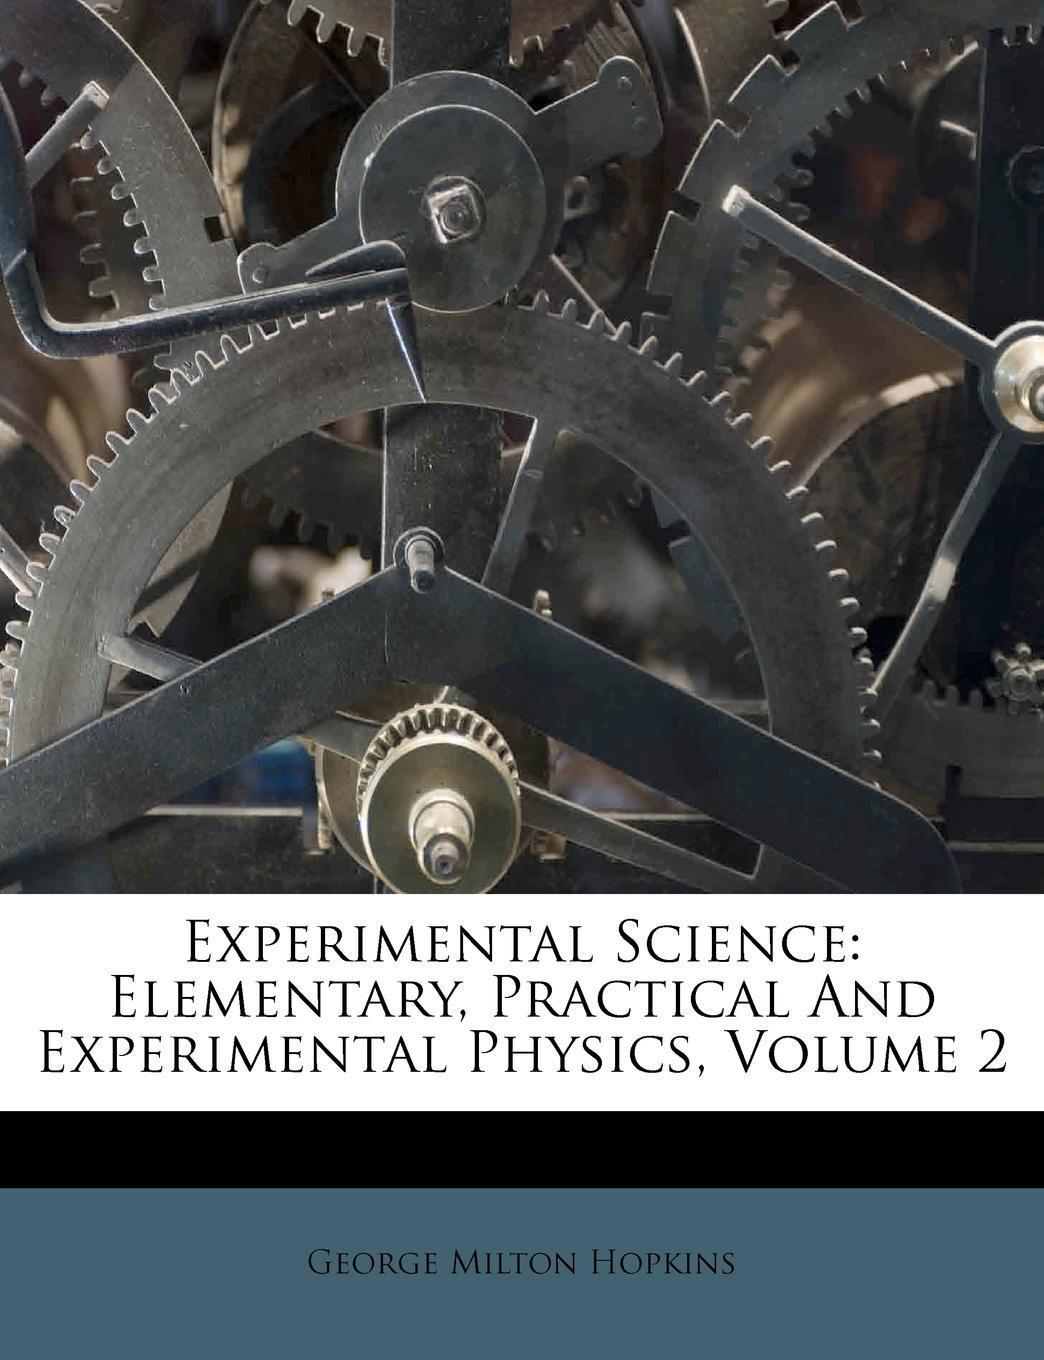 Experimental Science:
Elementary, Practical And
Experimental Physics, Volume 2
George Milton Hopkins